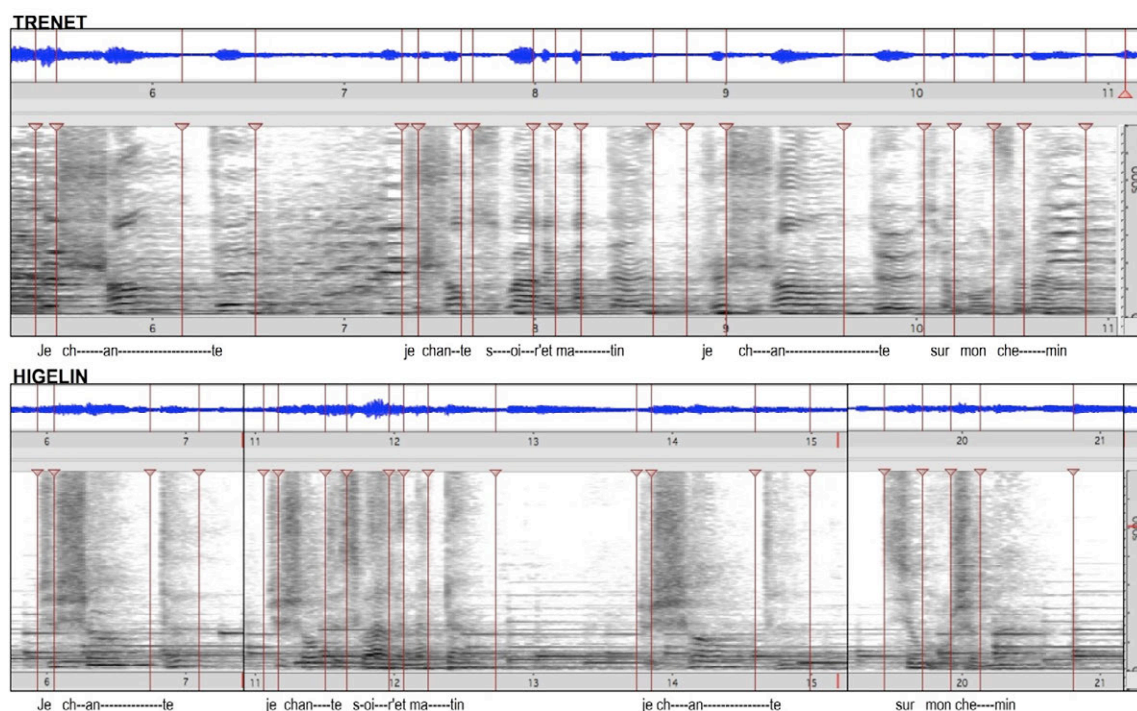 TRENET
6 7 8 9 10 11
6 7 8 9 10 11
Je ch------an--------------------te je chan--te s----oi---r'et ma--------tin je ch---an-----------------te sur mon che------min
HIGELIN
6 7 11 12 13 14 15 20 21
6 7 11 12 13 14 15 20 21
Je ch---an-------------te je chan----te s-oi---r'et ma----tin je ch---an--------------te sur mon che----min